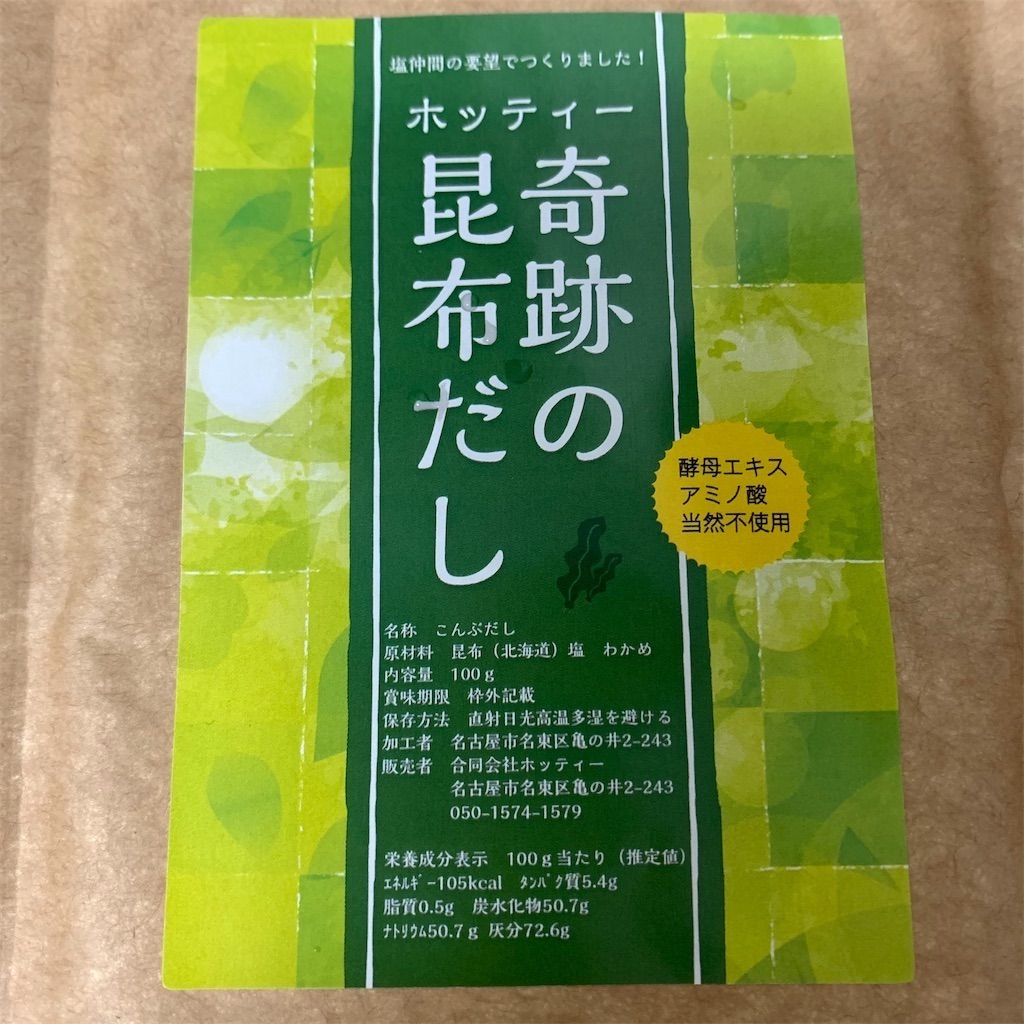 塩仲間の要望でつくりました！
ホッティー
奇跡の
昆布だし
酵母エキス
アミノ酸
当然不使用
名称　こんぶだし
原材料　昆布（北海道）塩　わかめ
内容量　100ｇ
賞味期限　枠外記載
保存方法　直射日光高温多湿を避ける
加工者　名古屋市名東区亀の井2-243
販売者　合同会社ホッティー
名古屋市名東区亀の井2-243
050-1574-1579
栄養成分表示　100ｇ当たり（推定値）
ｴﾈﾙｷﾞｰ105kcal　ﾀﾝﾊﾟｸ質5.4g
脂質0.5g　炭水化物50.7g
ﾅﾄﾘｳﾑ50.7ｇ 灰分72.6g